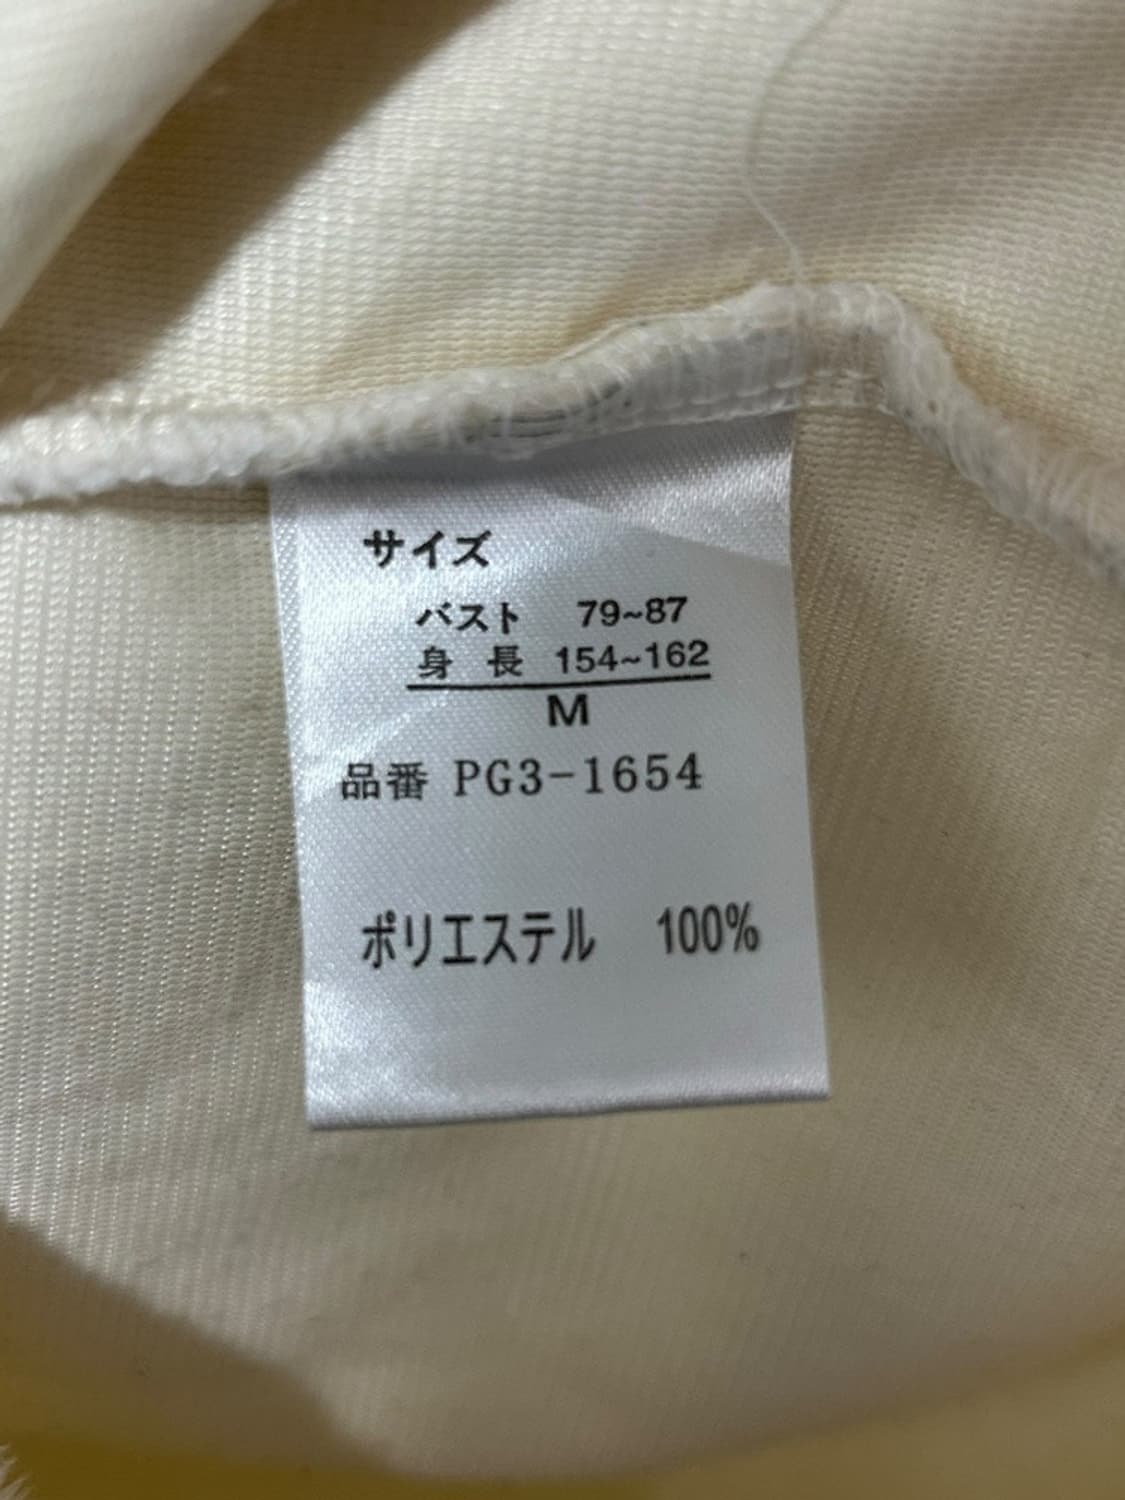 サイズ
バスト 79~87
身長 154~162
M
品番 PG3-1654
ポリエステル 100%